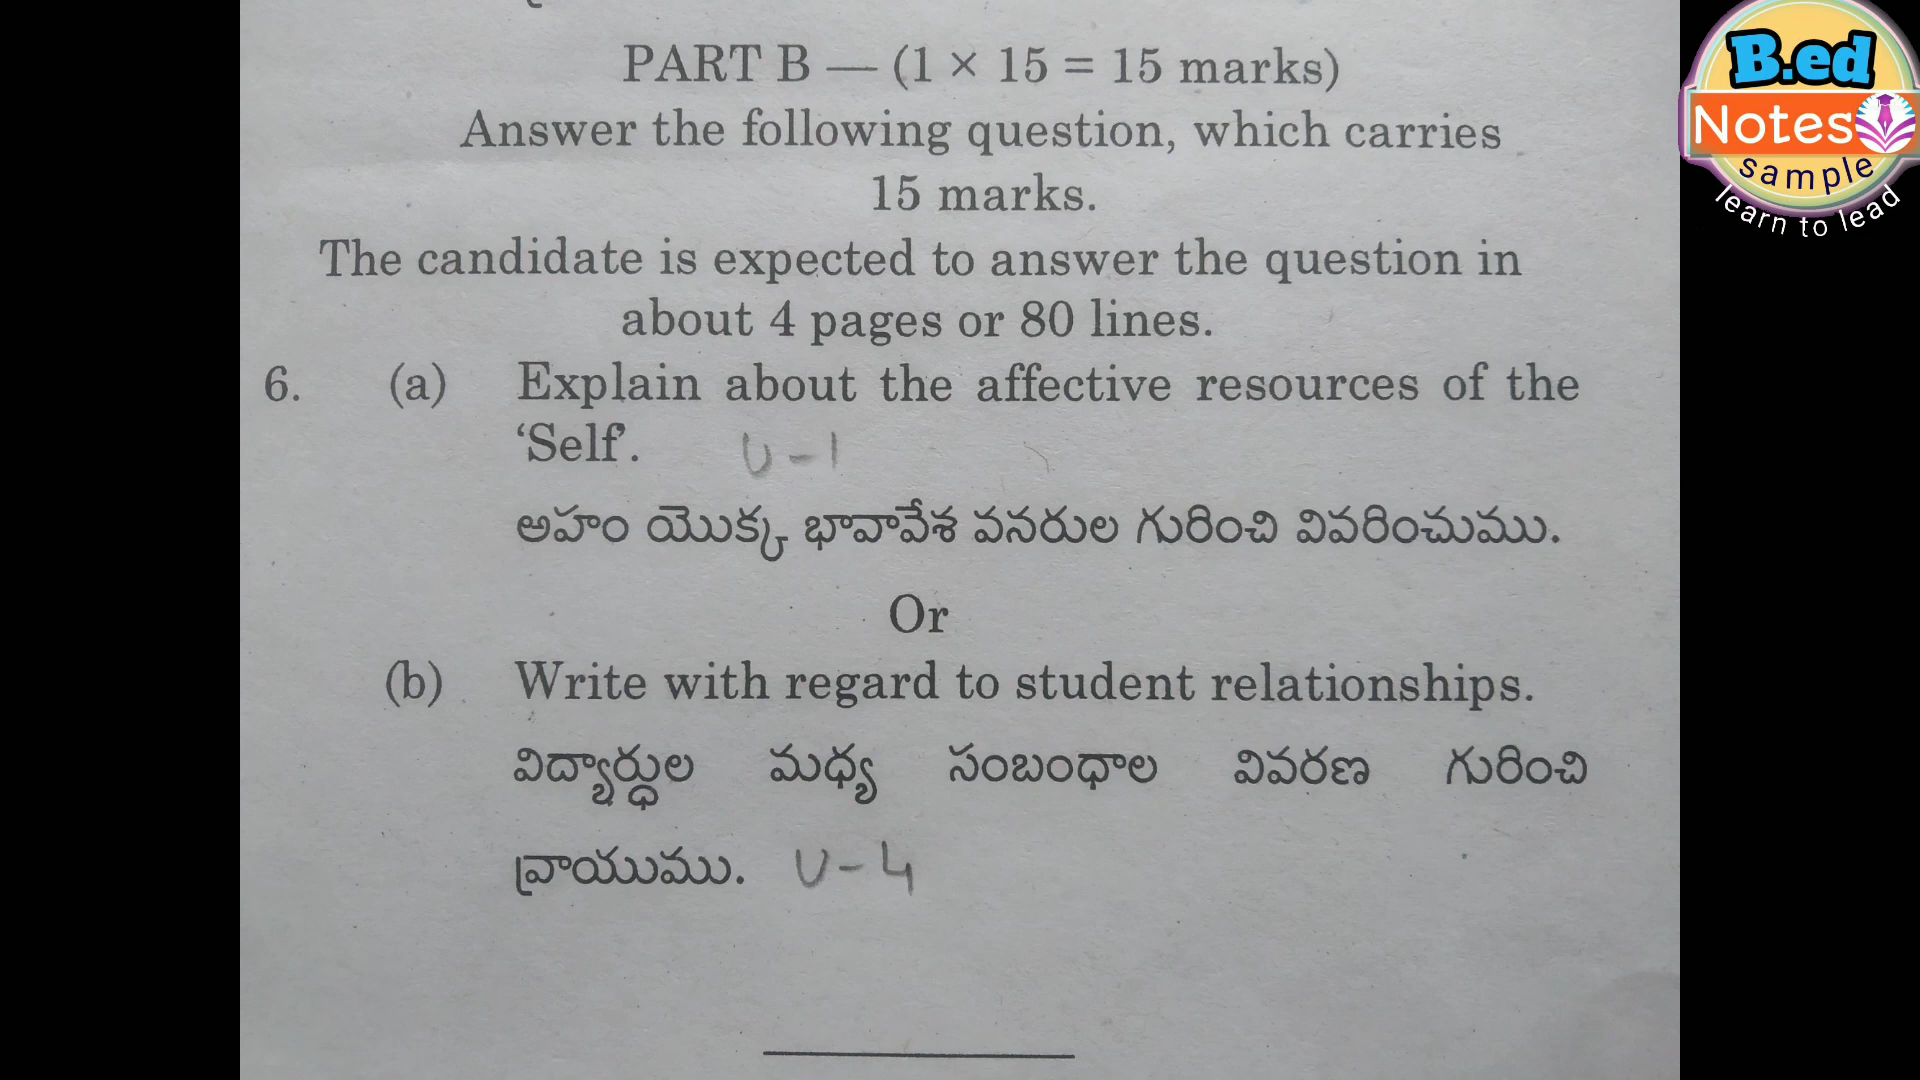 PART B — (1 × 15 = 15 marks)
Answer the following question, which carries
15 marks.
The candidate is expected to answer the question in
about 4 pages or 80 lines.
6. (a) Explain about the affective resources of the
‘Self’.  U-1
అహం యొక్క భావావేశ వనరుల గురించి వివరించుము.
Or
(b) Write with regard to student relationships.
విద్యార్థుల మధ్య సంబంధాల వివరణ గురించి
వ్రాయుము.  U-4
B.ed
Notes
sample
learn to lead